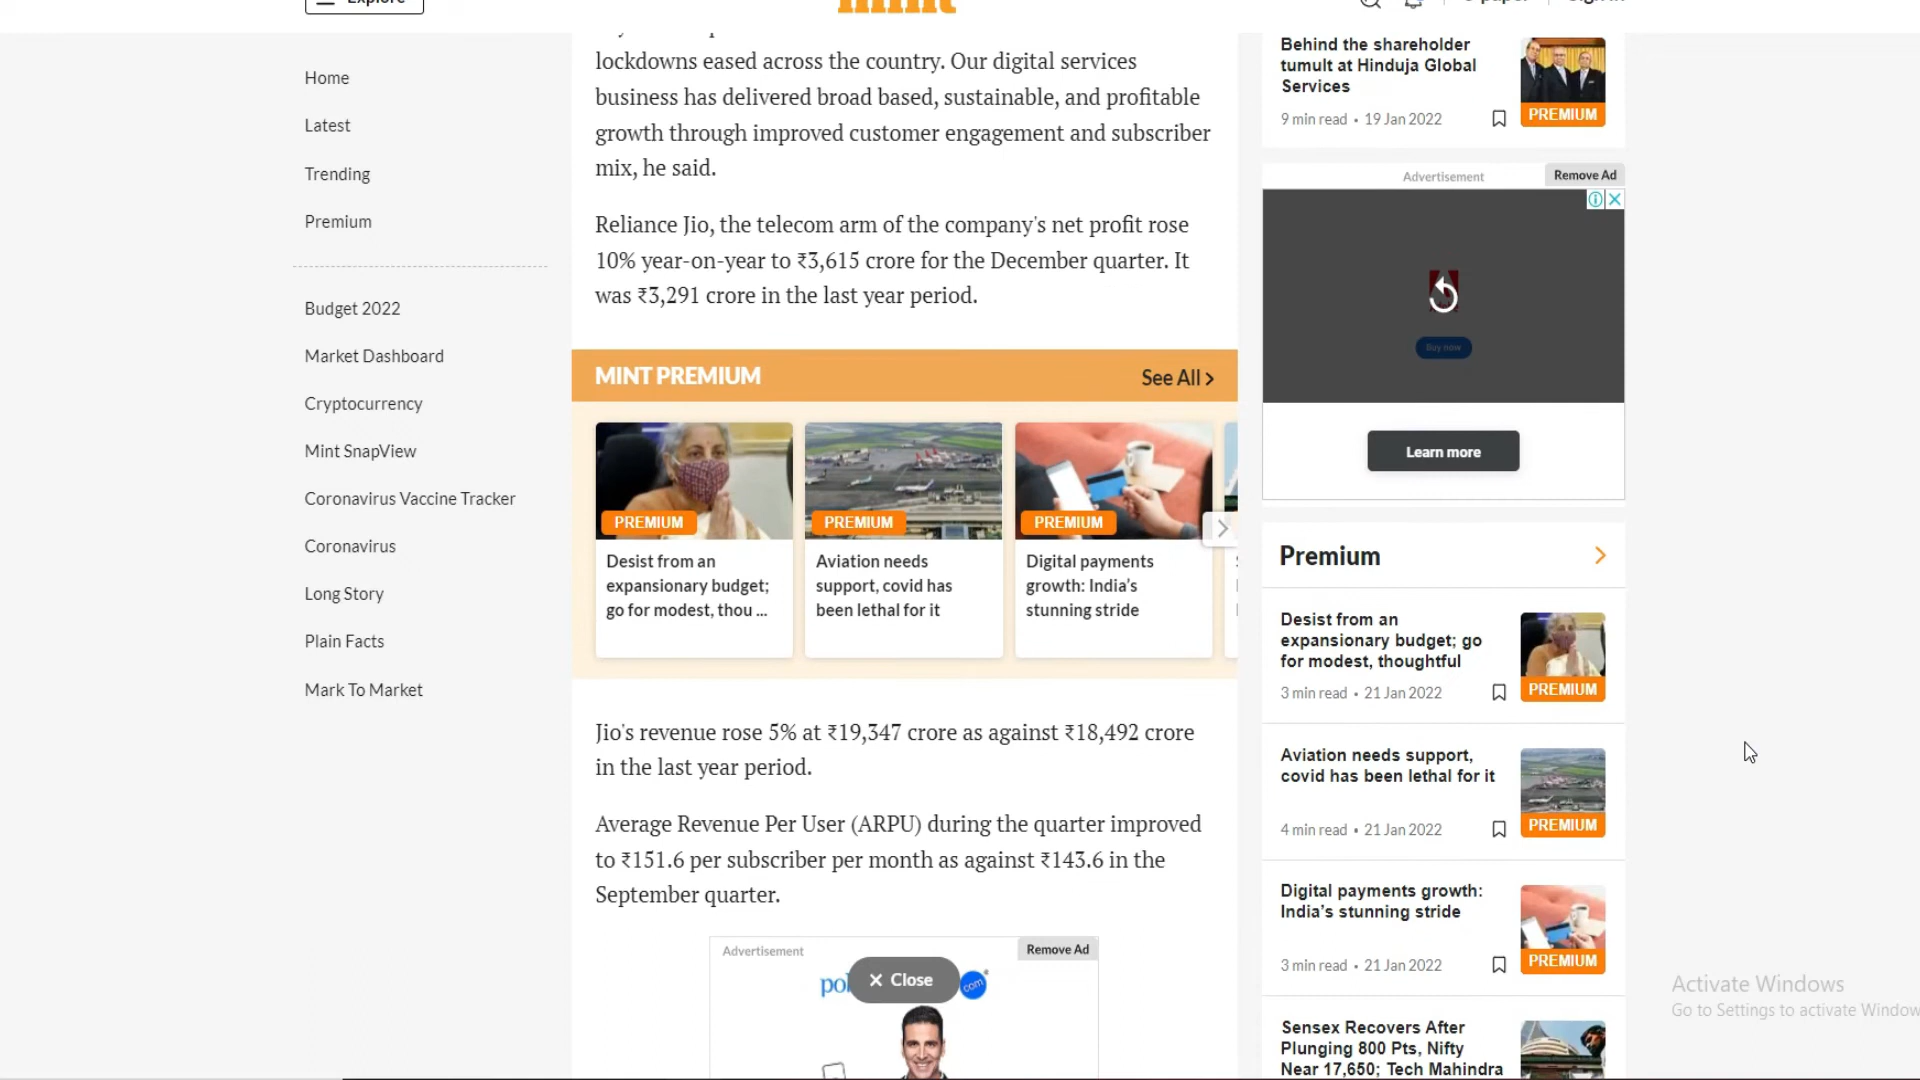 Explore
mint
Home
Latest
Trending
Premium
Budget 2022
Market Dashboard
Cryptocurrency
Mint SnapView
Coronavirus Vaccine Tracker
Coronavirus
Long Story
Plain Facts
Mark To Market
lockdowns eased across the country. Our digital services
business has delivered broad based, sustainable, and profitable
growth through improved customer engagement and subscriber
mix, he said.
Reliance Jio, the telecom arm of the company's net profit rose
10% year-on-year to ₹3,615 crore for the December quarter. It
was ₹3,291 crore in the last year period.
MINT PREMIUM
See All
PREMIUM
Desist from an
expansionary budget;
go for modest, thou ...
PREMIUM
Aviation needs
support, covid has
been lethal for it
PREMIUM
Digital payments
growth: India’s
stunning stride
Jio's revenue rose 5% at ₹19,347 crore as against ₹18,492 crore
in the last year period.
Average Revenue Per User (ARPU) during the quarter improved
to ₹151.6 per subscriber per month as against ₹143.6 in the
September quarter.
Advertisement
Remove Ad
com
Close
Behind the shareholder
tumult at Hinduja Global
Services
9 min read • 19 Jan 2022
PREMIUM
Advertisement
Remove Ad
Buy now
Learn more
Premium
Desist from an
expansionary budget; go
for modest, thoughtful
3 min read • 21 Jan 2022
PREMIUM
Aviation needs support,
covid has been lethal for it
4 min read • 21 Jan 2022
PREMIUM
Digital payments growth:
India’s stunning stride
3 min read • 21 Jan 2022
PREMIUM
Sensex Recovers After
Plunging 800 Pts, Nifty
Near 17,650; Tech Mahindra
Activate Windows
Go to Settings to activate Window